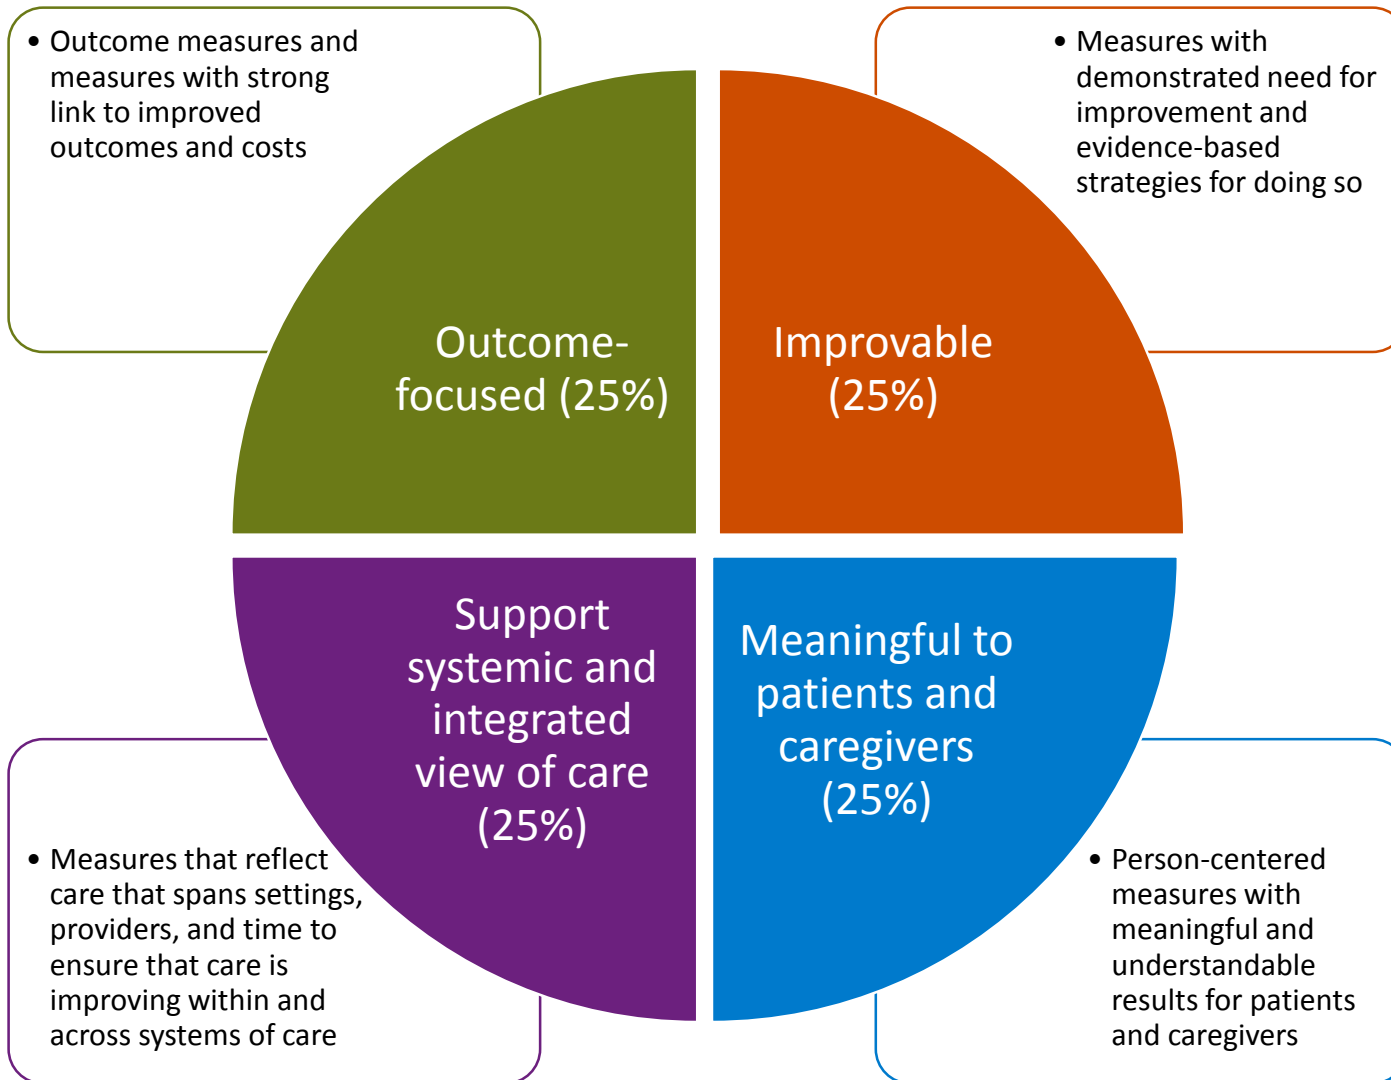 • Outcome measures and
measures with strong
link to improved
outcomes and costs
• Measures with
demonstrated need for
improvement and
evidence-based
strategies for doing so
Outcome-
focused (25%)
Improvable
(25%)
Support
systemic and
integrated
view of care
(25%)
Meaningful to
patients and
caregivers
(25%)
• Measures that reflect
care that spans settings,
providers, and time to
ensure that care is
improving within and
across systems of care
• Person-centered
measures with
meaningful and
understandable
results for patients
and caregivers